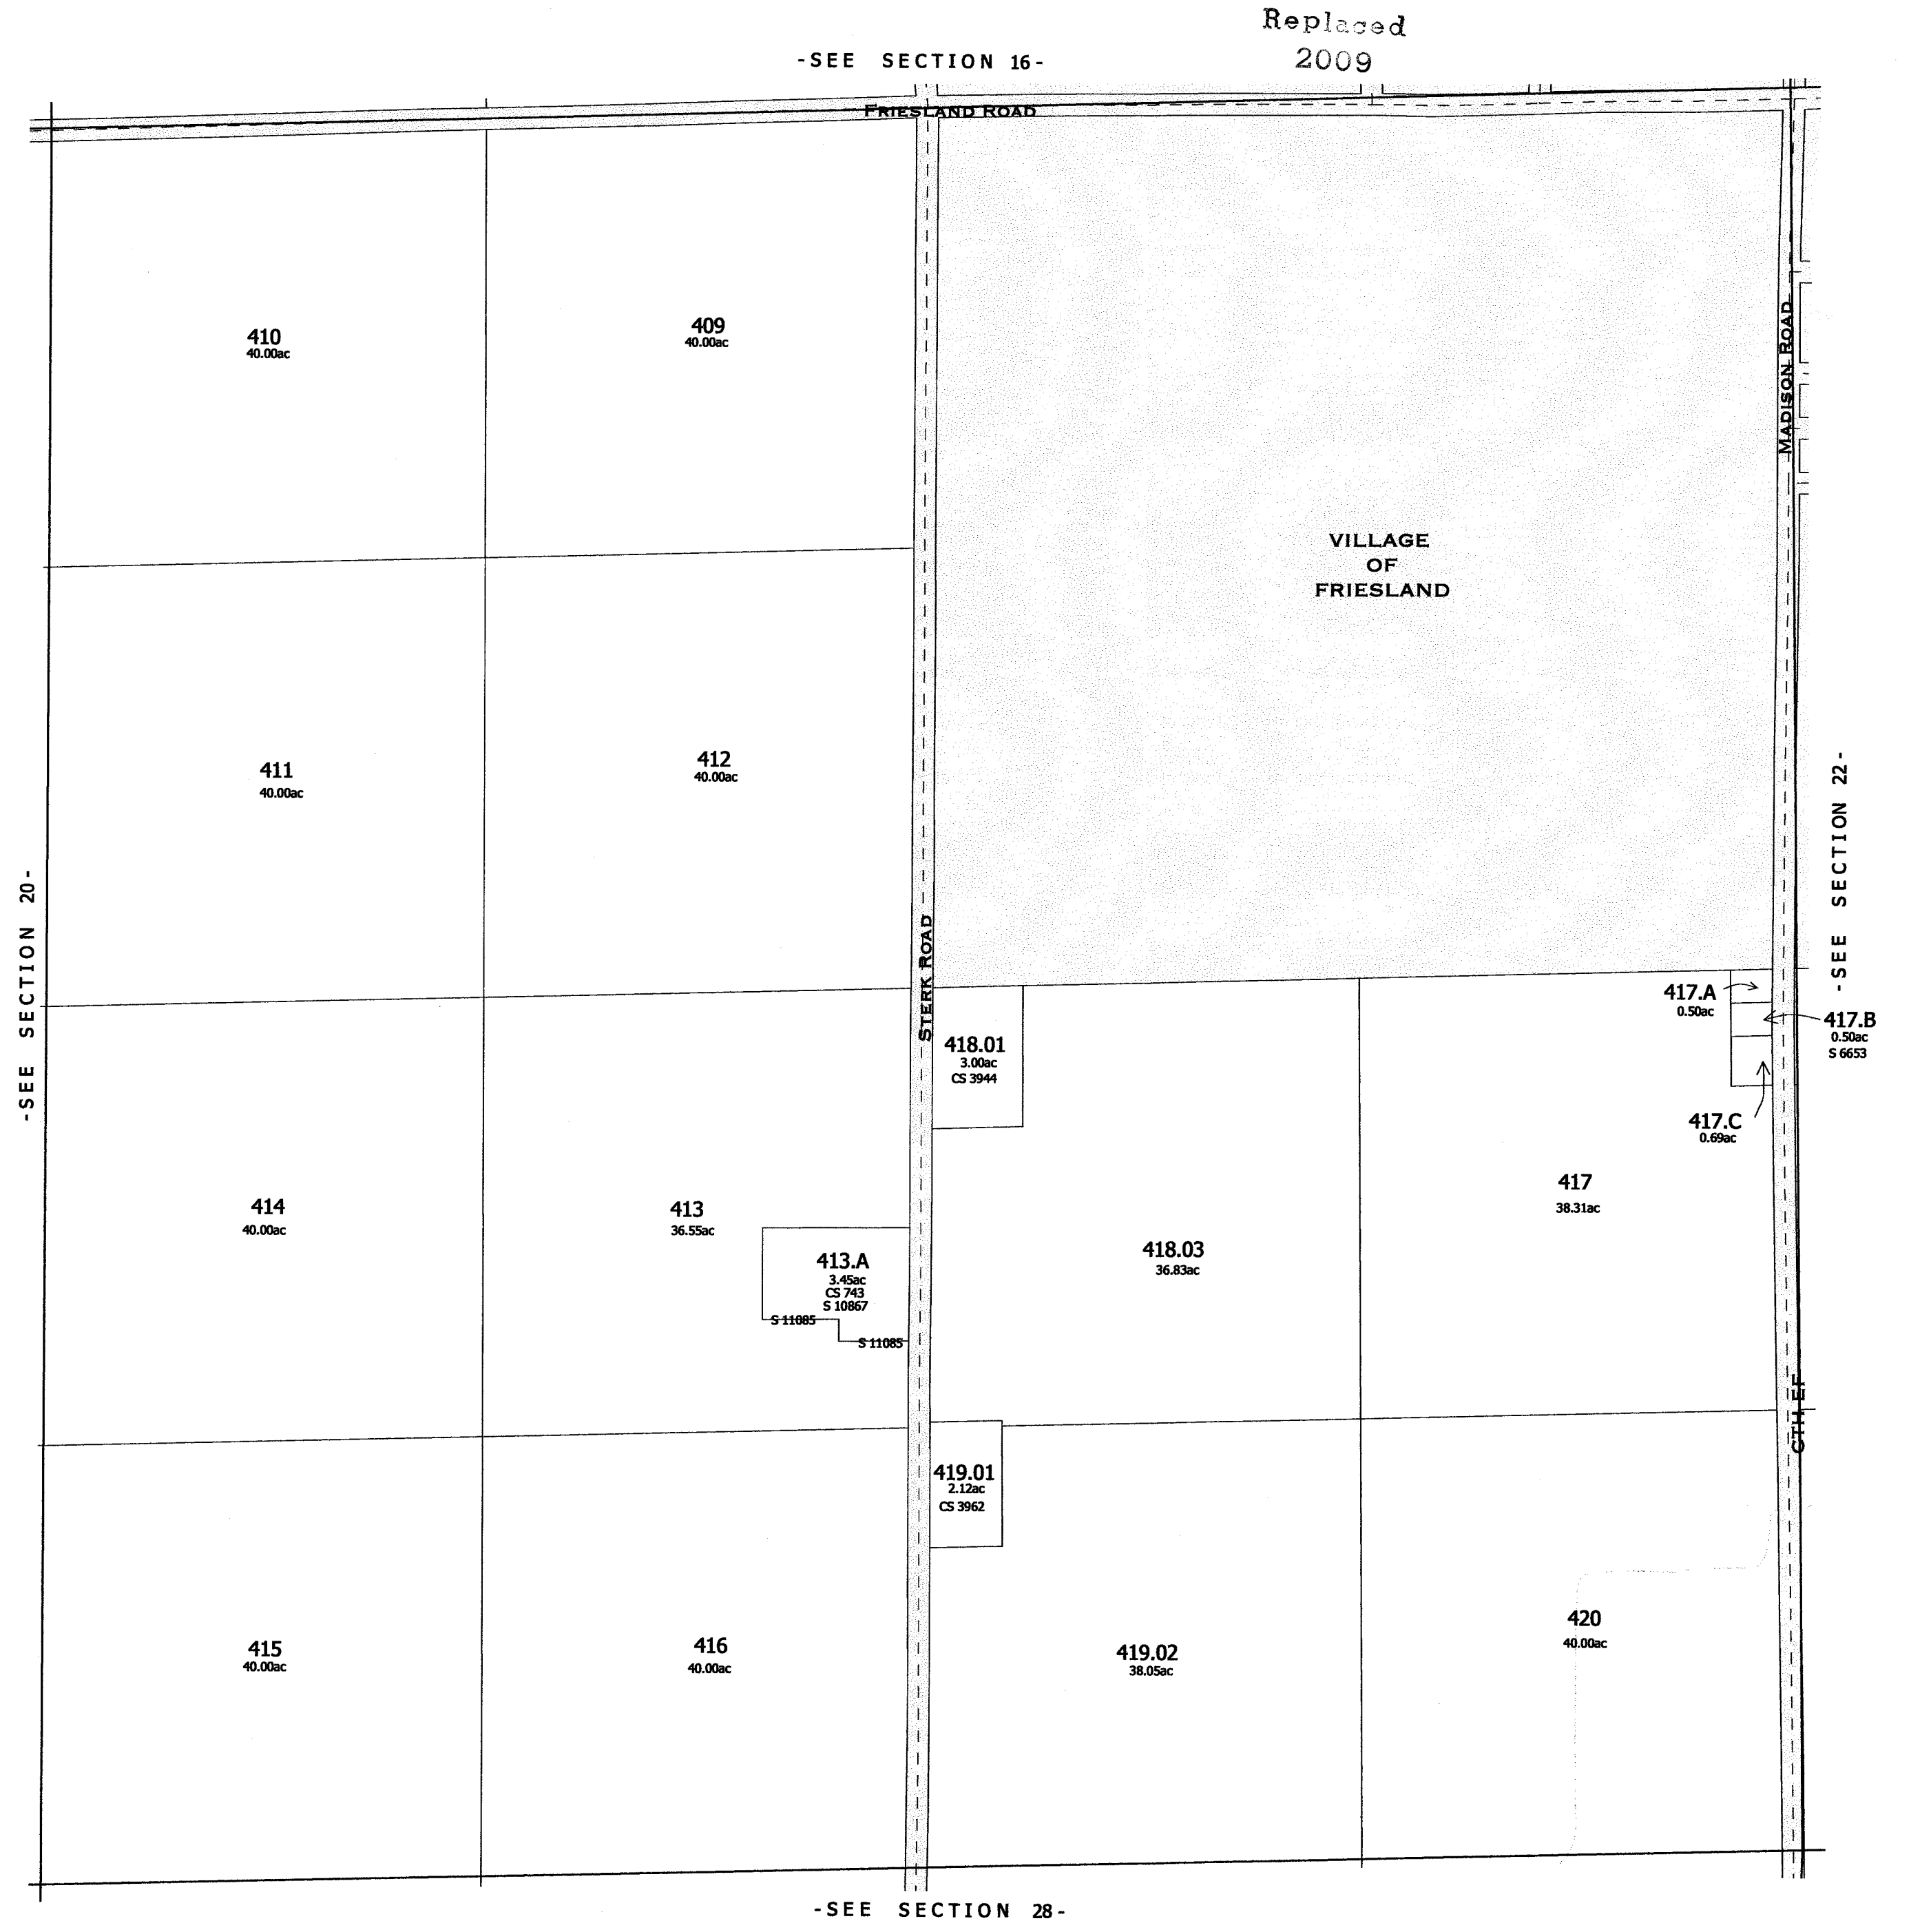 Replaced
2009
-SEE SECTION 16-
FRIESLAND ROAD
410
40.00ac
409
40.00ac
MADISON ROAD
VILLAGE
OF
FRIESLAND
411
40.00ac
412
40.00ac
-SEE SECTION 20-
-SEE SECTION 22-
STERK ROAD
418.01
3.00ac
CS 3944
417.A
0.50ac
417.B
0.50ac
S 6653
417.C
0.69ac
414
40.00ac
413
36.55ac
413.A
3.45ac
CS 743
S 10867
S 11085
S 11085
418.03
36.83ac
417
38.31ac
CTH EF
419.01
2.12ac
CS 3962
415
40.00ac
416
40.00ac
419.02
38.05ac
420
40.00ac
-SEE SECTION 28-